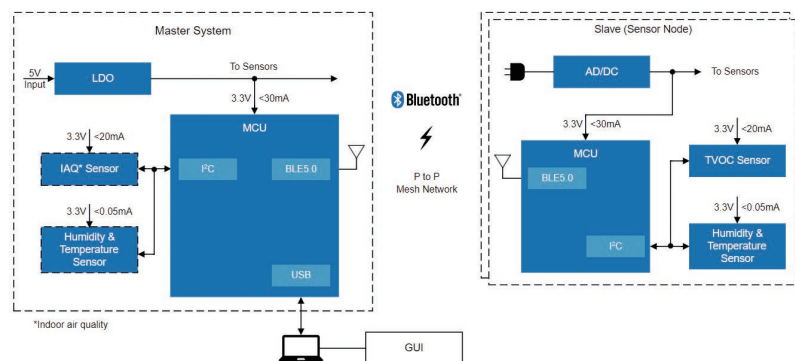 Master System
5V
Input
LDO
To Sensors
3.3V <30mA
MCU
3.3V <20mA
IAQ* Sensor
I²C
BLE5.0
3.3V <0.05mA
Humidity &
Temperature
Sensor
USB
*Indoor air quality
GUI
Bluetooth®
P to P
Mesh Network
Slave (Sensor Node)
AD/DC
To Sensors
3.3V <30mA
MCU
BLE5.0
I²C
3.3V <20mA
TVOC Sensor
3.3V <0.05mA
Humidity &
Temperature
Sensor